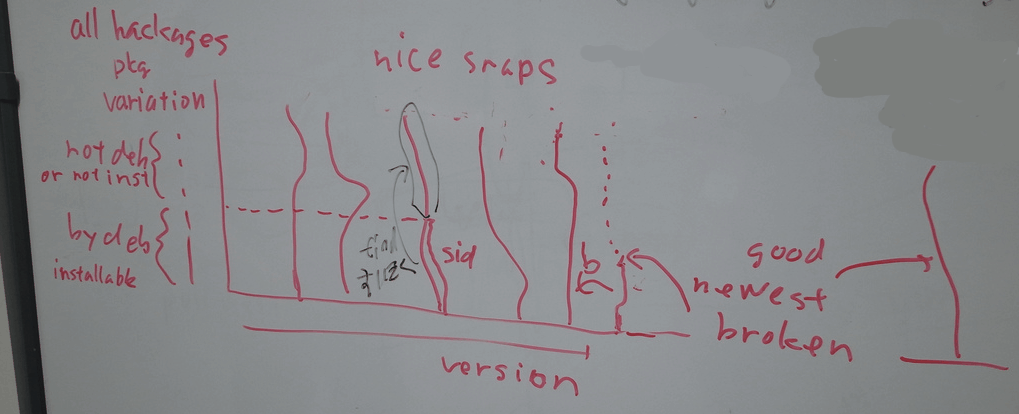 all hackages
pkg
variation
not deb
or not inst
by deb
installable
nice snaps
sid
b
good
newest
broken
version